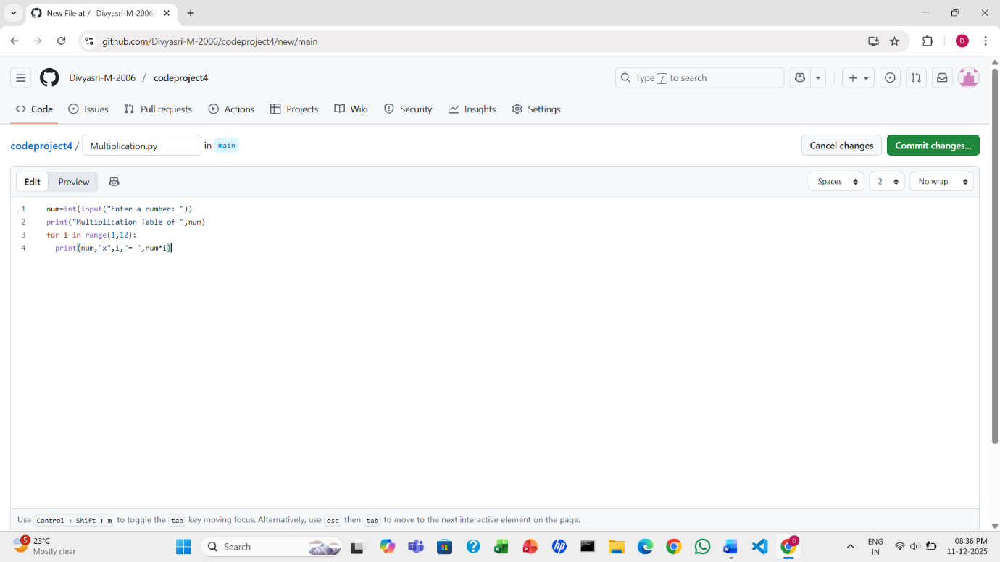 New File at / · Divyasri-M-2006/
github.com/Divyasri-M-2006/codeproject4/new/main
D
Divyasri-M-2006 / codeproject4
Type / to search
Code Issues Pull requests Actions Projects Wiki Security Insights Settings
codeproject4 / Multiplication.py in main
Cancel changes Commit changes...
Edit Preview
Spaces 2 No wrap
1 num=int(input("Enter a number: "))
2 print("Multiplication Table of ",num)
3 for i in range(1,12):
4 print(num,"x",i,"= ",num*i)
Use Control + Shift + m to toggle the tab key moving focus. Alternatively, use esc then tab to move to the next interactive element on the page.
5
23°C
Mostly clear
Search
ENG
IN
08:36 PM
11-12-2025